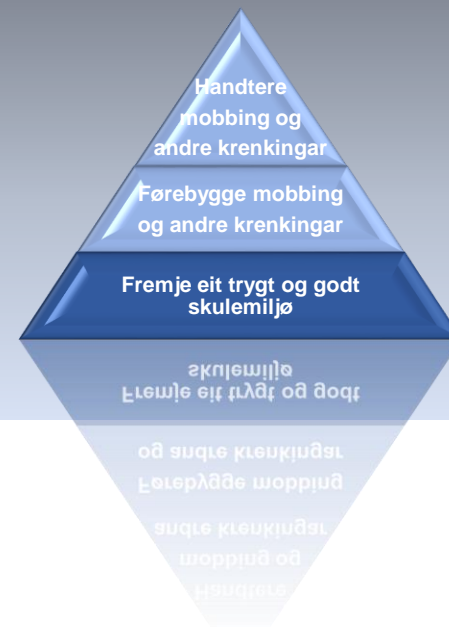 Handtere
mobbing og
andre krenkingar
Førebygge mobbing
og andre krenkingar
Fremje eit trygt og godt
skulemiljø